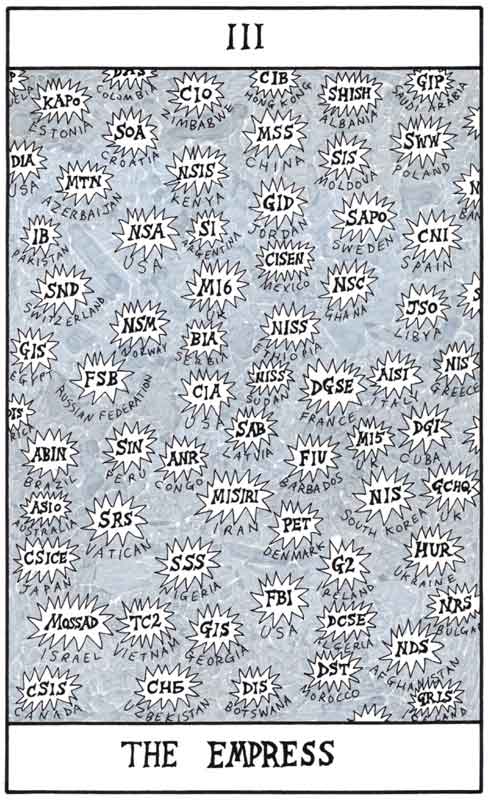 III
DAS
COLOMBIA
CIB
HONG KONG
GIP
SAUDI ARABIA
KAPO
ESTONIA
CIO
ZIMBABWE
SHISH
ALBANIA
SOA
CROATIA
MSS
CHINA
SWW
POLAND
DIA
USA
MTN
AZERBAIJAN
NSIS
KENYA
SIS
MOLDOVA
GID
JORDAN
SAPO
SWEDEN
IB
PAKISTAN
NSA
USA
SI
ARGENTINA
CNI
SPAIN
CISEN
MEXICO
SND
SWITZERLAND
MI6
UK
NSC
GHANA
JSO
LIBYA
NSM
NORWAY
BIA
SERBIA
NISS
ETHIOPIA
GIS
EGYPT
FSB
RUSSIAN FEDERATION
CIA
USA
NISS
SUDAN
DGSE
FRANCE
AISI
ITALY
NIS
GREECE
SAB
LATVIA
MI5
UK
DGI
CUBA
ABIN
BRAZIL
SIN
PERU
ANR
CONGO
FIU
BARBADOS
MISIRI
IRAN
NIS
SOUTH KOREA
GCHQ
UK
ASIO
AUSTRALIA
SRS
VATICAN
PET
DENMARK
CSICE
JAPAN
SSS
NIGERIA
G2
IRELAND
HUR
UKRAINE
FBI
USA
NRS
BULGA
MOSSAD
ISRAEL
TC2
VIETNAM
GIS
GEORGIA
DCSE
ALGERIA
NDS
AFGHANISTAN
CSIS
CANADA
CHБ
UZBEKISTAN
DIS
BOTSWANA
DST
MOROCCO
GRLS
THE EMPRESS